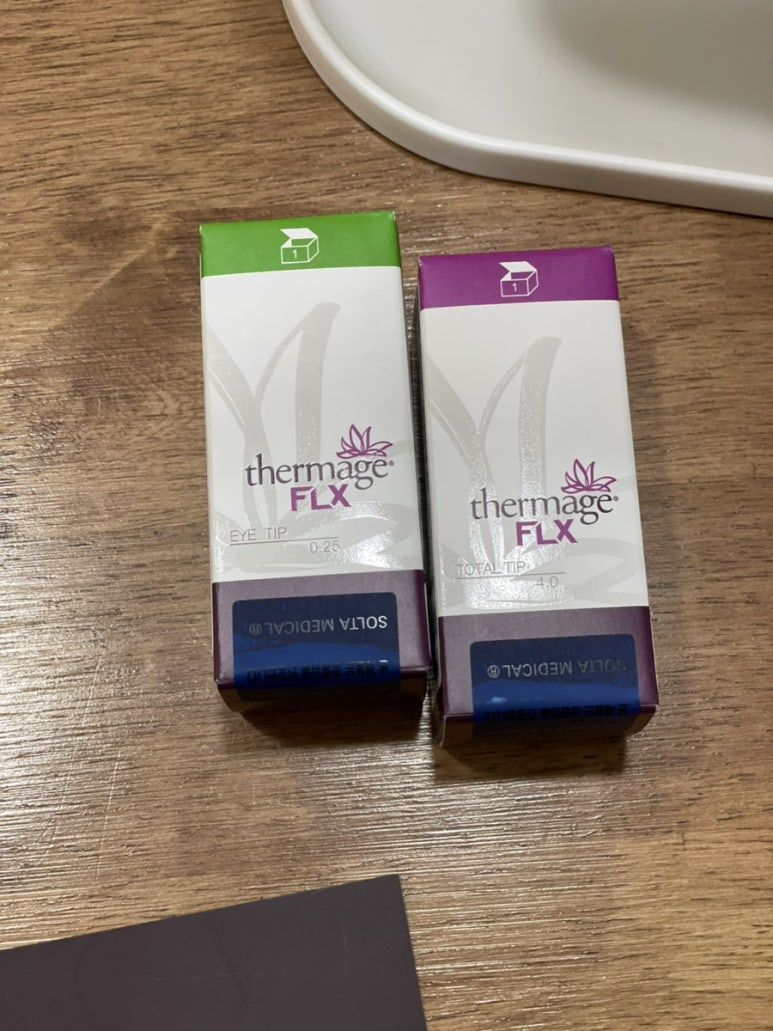 1
thermage®
FLX
EYE TIP
0.25
SOLTA MEDICAL®
1
thermage®
FLX
TOTAL TIP
4.0
SOLTA MEDICAL®